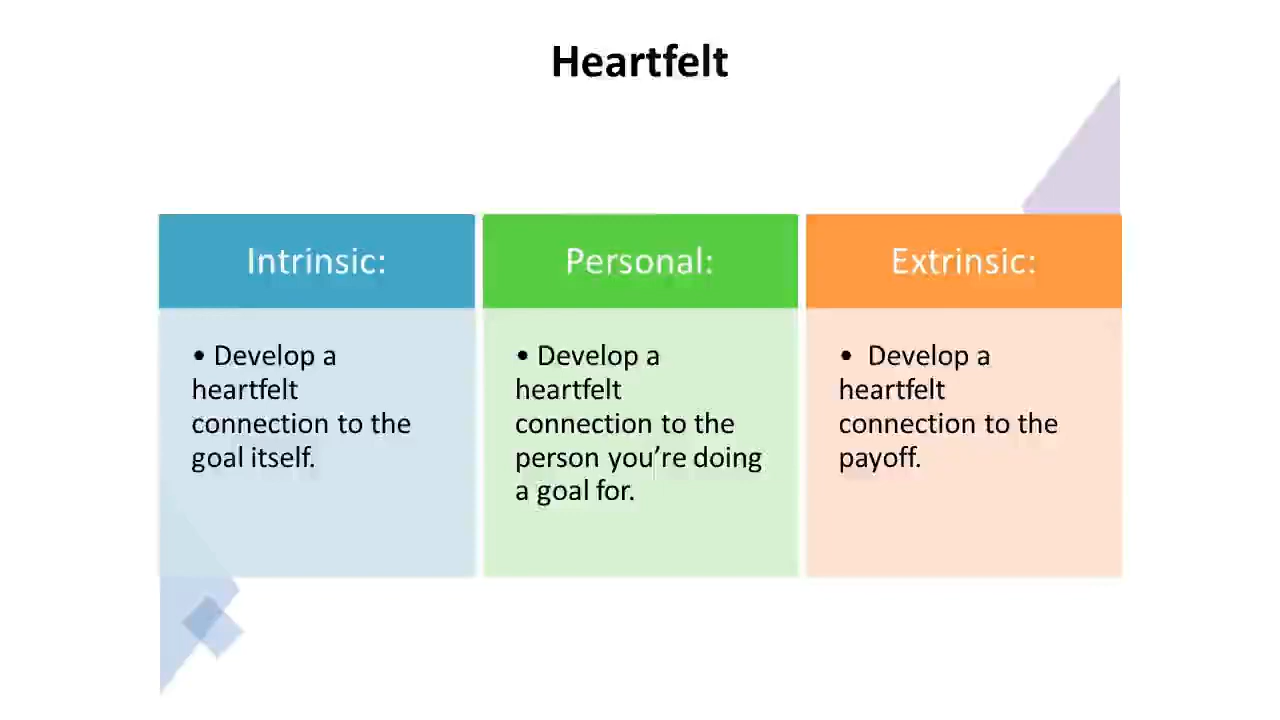 Heartfelt
Intrinsic:
• Develop a
heartfelt
connection to the
goal itself.
Personal:
• Develop a
heartfelt
connection to the
person you’re doing
a goal for.
Extrinsic:
• Develop a
heartfelt
connection to the
payoff.